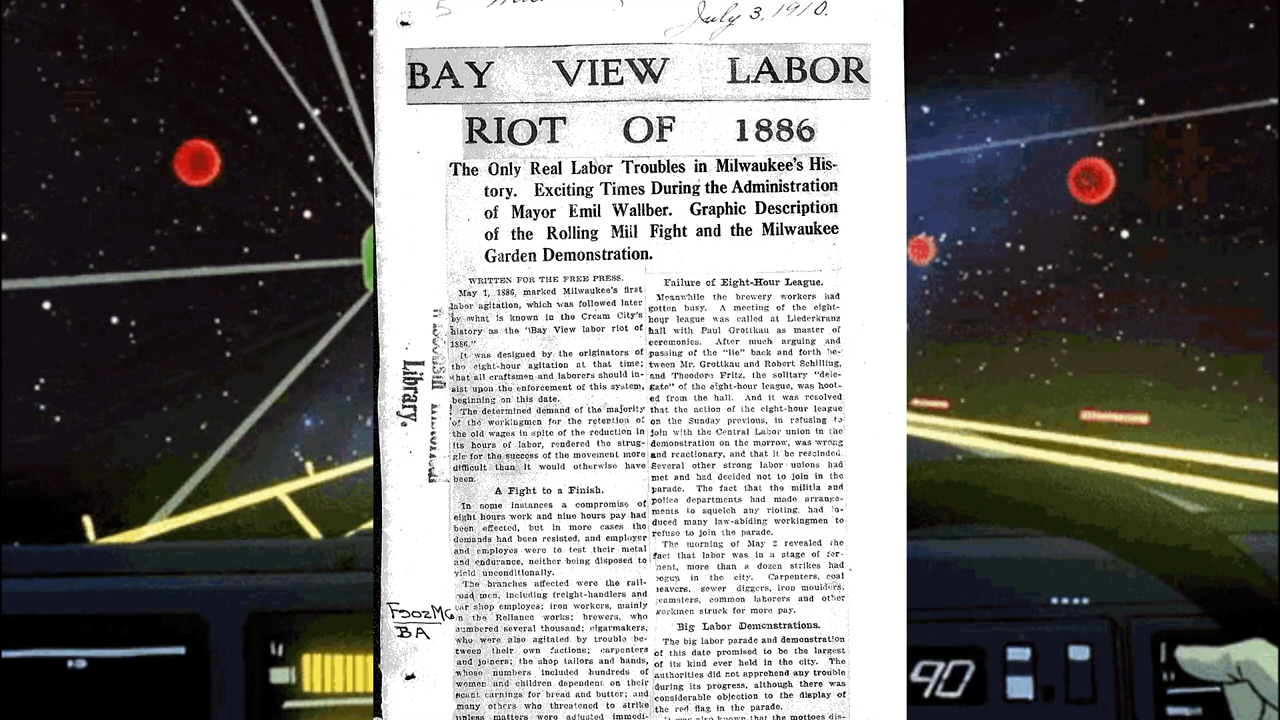 5
July 3, 1910.
BAY VIEW LABOR
RIOT OF 1886
The Only Real Labor Troubles in Milwaukee's His-
tory. Exciting Times During the Administration
of Mayor Emil Wallber. Graphic Description
of the Rolling Mill Fight and the Milwaukee
Garden Demonstration.
WRITTEN FOR THE FREE PRESS.
May 1, 1886, marked Milwaukee's first
labor agitation, which was followed later
by what is known in the Cream City's
history as the "Bay View labor riot of
1886."
It was designed by the originators of
the eight-hour agitation at that time;
that all craftsmen and laborers should in-
sist upon the enforcement of this system,
beginning on this date.
The determined demand of the majority
of the workingmen for the retention of
the old wages in spite of the reduction in
its hours of labor, rendered the strug-
gle for the success of the movement more
difficult than it would otherwise have
been.
A Fight to a Finish.
In some instances a compromise of
eight hours work and nine hours pay had
been effected, but in more cases the
demands had been resisted, and employer
and employes were to test their metal
and endurance, neither being disposed to
yield unconditionally.
The branches affected were the rail-
road men, including freight-handlers and
car shop employes; iron workers, mainly
in the Reliance works; brewers, who
numbered several thousand; cigarmakers,
who were also agitated by trouble be-
tween their own factions; carpenters
and joiners; the shop tailors and hands,
whose numbers included hundreds of
women and children dependent on their
scant earnings for bread and butter; and
many others who threatened to strike
unless matters were adjusted immedi-
Failure of Eight-Hour League.
Meanwhile the brewery workers had
gotten busy. A meeting of the eight-
hour league was called at Liederkranz
hall with Paul Grottkau as master of
ceremonies. After much arguing and
passing of the "lie" back and forth be-
tween Mr. Grottkau and Robert Schilling,
and Theodore Fritz, the solitary "dele-
gate" of the eight-hour league, was hoot-
ed from the hall. And it was resolved
that the action of the eight-hour league
on the Sunday previous, in refusing to
join with the Central Labor union in the
demonstration on the morrow, was wrong
and reactionary, and that it be rescinded.
Several other strong labor unions had
met and had decided not to join in the
parade. The fact that the militia and
police departments had made arrange-
ments to squelch any rioting, had in-
duced many law-abiding workingmen to
refuse to join the parade.
The morning of May 2 revealed the
fact that labor was in a stage of fer-
ment, more than a dozen strikes had
begun in the city. Carpenters, coal
heavers, sewer diggers, iron moulders,
teamsters, common laborers and other
workmen struck for more pay.
Big Labor Demonstrations.
The big labor parade and demonstration
of this date promised to be the largest
of its kind ever held in the city. The
authorities did not apprehend any trouble
during its progress, although there was
considerable objection to the display of
the red flag in the parade.
It was also known that the mottoes dis-
Library.
F902MG
BA
90